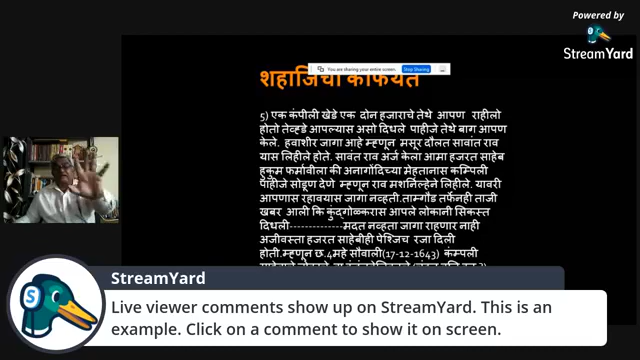 Powered by
StreamYard
You are sharing your entire screen.
Stop Sharing
शहाजिची कैफियत
5) एक कंपीली खेडे एक दोन हजाराचे तेथे आपण राहीलो
होतो तेव्हडे आपल्यास असो दिधले पाहीजे तेथे बाग आपण
केले. हवाशीर जागा आहे म्हणून मसूर दौलत सावांत राव
यास लिहीले होते. सावंत राव अर्ज केला आमा हजरत साहेब
हुकुम फर्मावीला की अनागोंदिच्या मेहतानास कम्पिली
पाहीजे सोडूण देणे म्हणून राव मशर्निल्हेने लिहीले. यावरी
आपणास रहावयास जागा नव्हती.ताम्गौड तर्फेनही ताजी
खबर आली कि कुंद्गोळ्करास आपले लोकानी सिकस्त
दिधली--------------मदत नव्हता जागा राहणार नाही
अजीवस्ता हजरत साहेबीही पेश्जिच रजा दिली
होती.म्हणून छ.4महे सौवाली(17-12-1643) कंम्पली
StreamYard
Live viewer comments show up on StreamYard. This is an
example. Click on a comment to show it on screen.